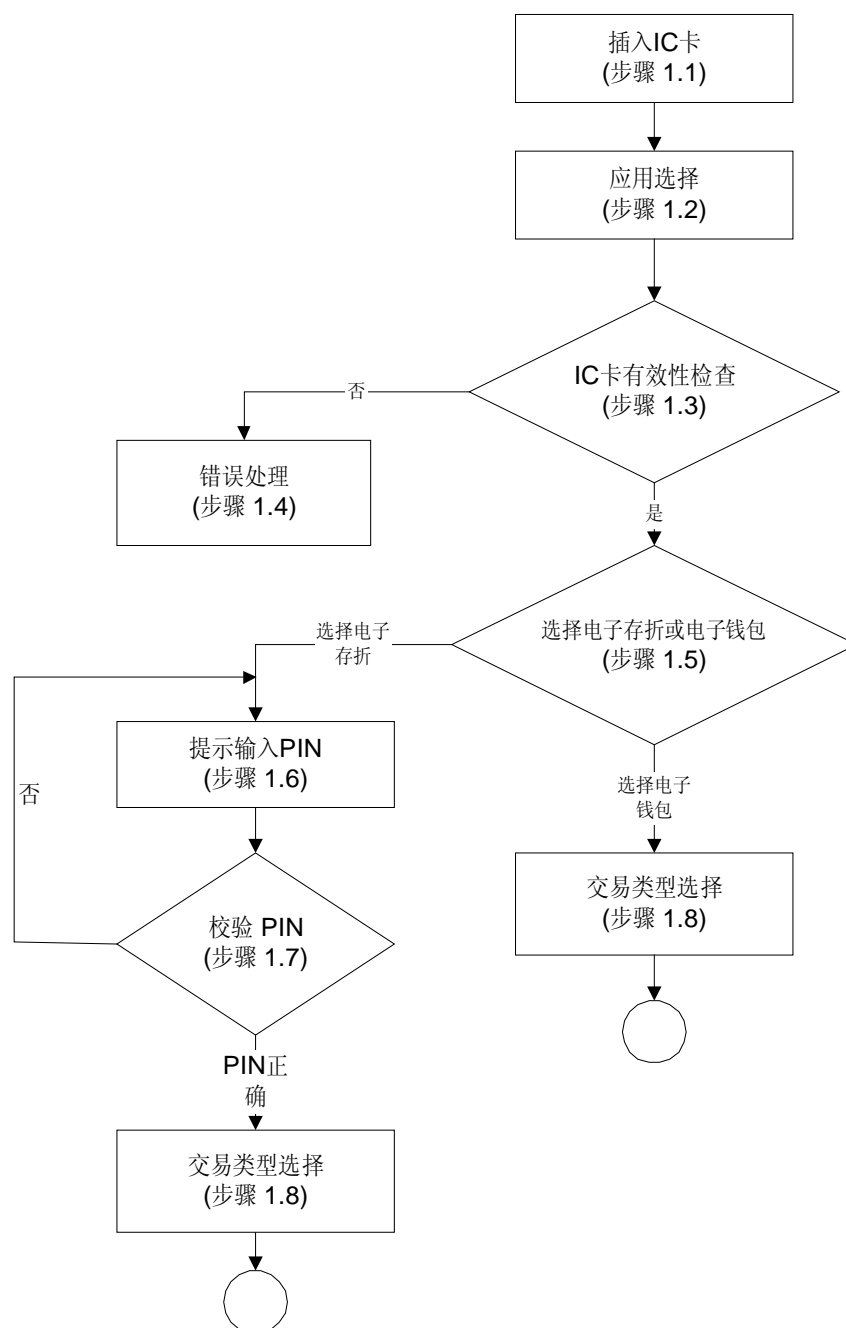 插入IC卡
(步骤 1.1)
应用选择
(步骤 1.2)
IC卡有效性检查
(步骤 1.3)
否
错误处理
(步骤 1.4)
是
选择电子存折或电子钱包
(步骤 1.5)
选择电子
存折
提示输入PIN
(步骤 1.6)
否
选择电子
钱包
校验 PIN
(步骤 1.7)
交易类型选择
(步骤 1.8)
PIN正
确
交易类型选择
(步骤 1.8)